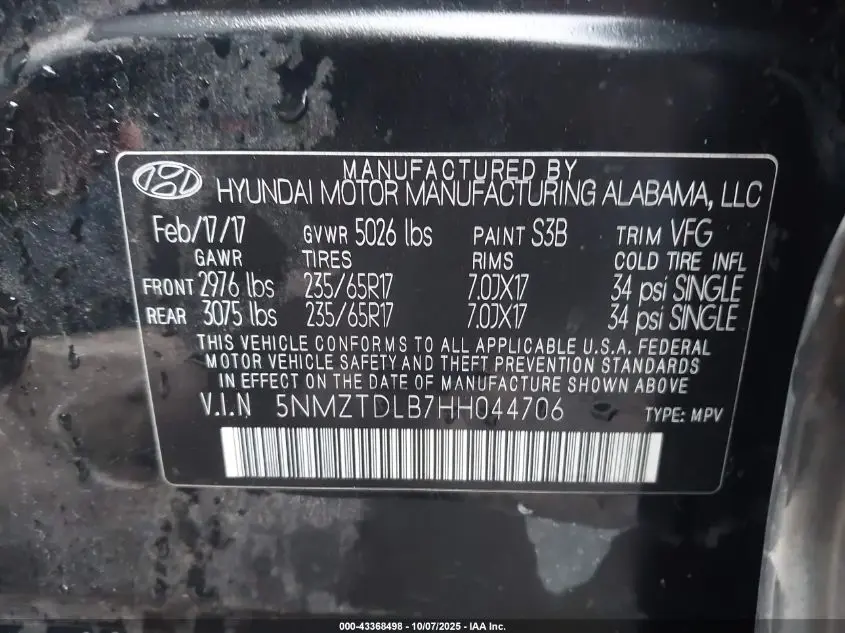 MANUFACTURED BY
HYUNDAI MOTOR MANUFACTURING ALABAMA, LLC
Feb/17/17 GVWR 5026 lbs PAINT S3B TRIM VFG
GAWR TIRES RIMS COLD TIRE INFL
FRONT 2976 lbs 235/65R17 7.0JX17 34 psi SINGLE
REAR 3075 lbs 235/65R17 7.0JX17 34 psi SINGLE
THIS VEHICLE CONFORMS TO ALL APPLICABLE U.S.A. FEDERAL
MOTOR VEHICLE SAFETY AND THEFT PREVENTION STANDARDS
IN EFFECT ON THE DATE OF MANUFACTURE SHOWN ABOVE
V.I.N 5NMZTDLB7HH044706 TYPE: MPV
000-43368498 - 10/07/2025 - IAA Inc.